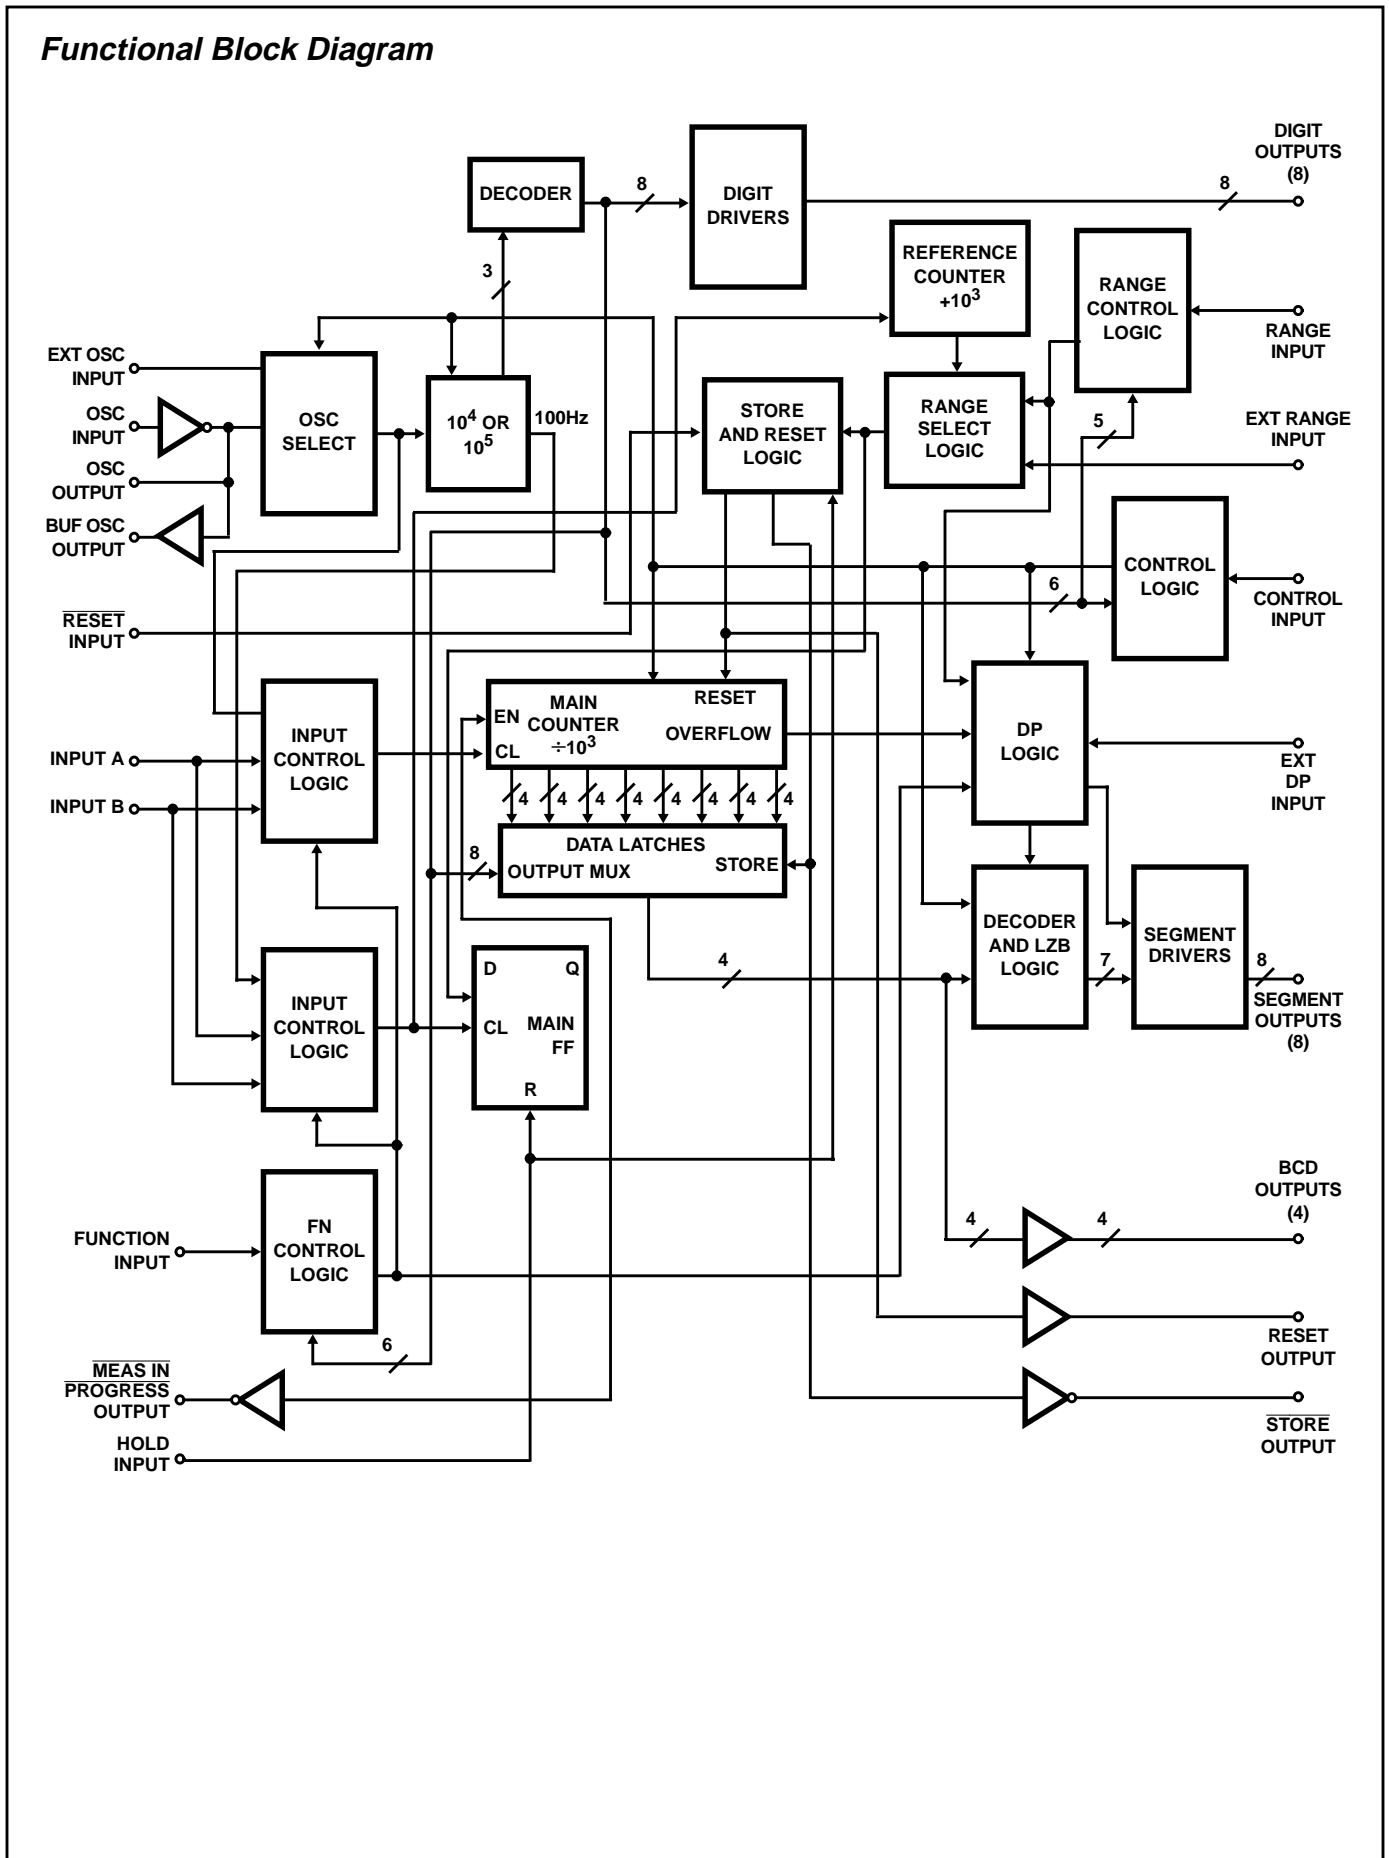 Functional Block Diagram
DIGIT
OUTPUTS
(8)
8
DECODER
8
DIGIT
DRIVERS
3
REFERENCE
COUNTER
+10³
RANGE
CONTROL
LOGIC
RANGE
INPUT
EXT OSC
INPUT
OSC
INPUT
OSC
OUTPUT
BUF OSC
OUTPUT
OSC
SELECT
10⁴ OR
10⁵
100Hz
STORE
AND RESET
LOGIC
RANGE
SELECT
LOGIC
5
EXT RANGE
INPUT
CONTROL
LOGIC
6
CONTROL
INPUT
RESET
INPUT
INPUT A
INPUT B
INPUT
CONTROL
LOGIC
EN
CL
MAIN
COUNTER
÷10³
RESET
OVERFLOW
4 4 4 4 4 4 4 4
DP
LOGIC
EXT
DP
INPUT
8
DATA LATCHES
OUTPUT MUX
STORE
INPUT
CONTROL
LOGIC
D
Q
CL
MAIN
FF
R
4
DECODER
AND LZB
LOGIC
7
SEGMENT
DRIVERS
8
SEGMENT
OUTPUTS
(8)
FUNCTION
INPUT
FN
CONTROL
LOGIC
6
BCD
OUTPUTS
(4)
4
4
RESET
OUTPUT
MEAS IN
PROGRESS
OUTPUT
HOLD
INPUT
STORE
OUTPUT